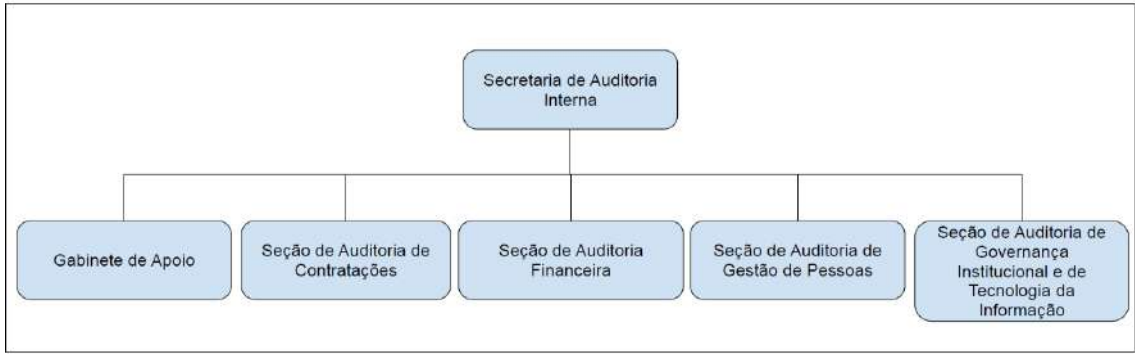 Secretaria de Auditoria
Interna
Gabinete de Apoio
Seção de Auditoria de
Contratações
Seção de Auditoria
Financeira
Seção de Auditoria de
Gestão de Pessoas
Seção de Auditoria de
Governança
Institucional e de
Tecnologia da
Informação